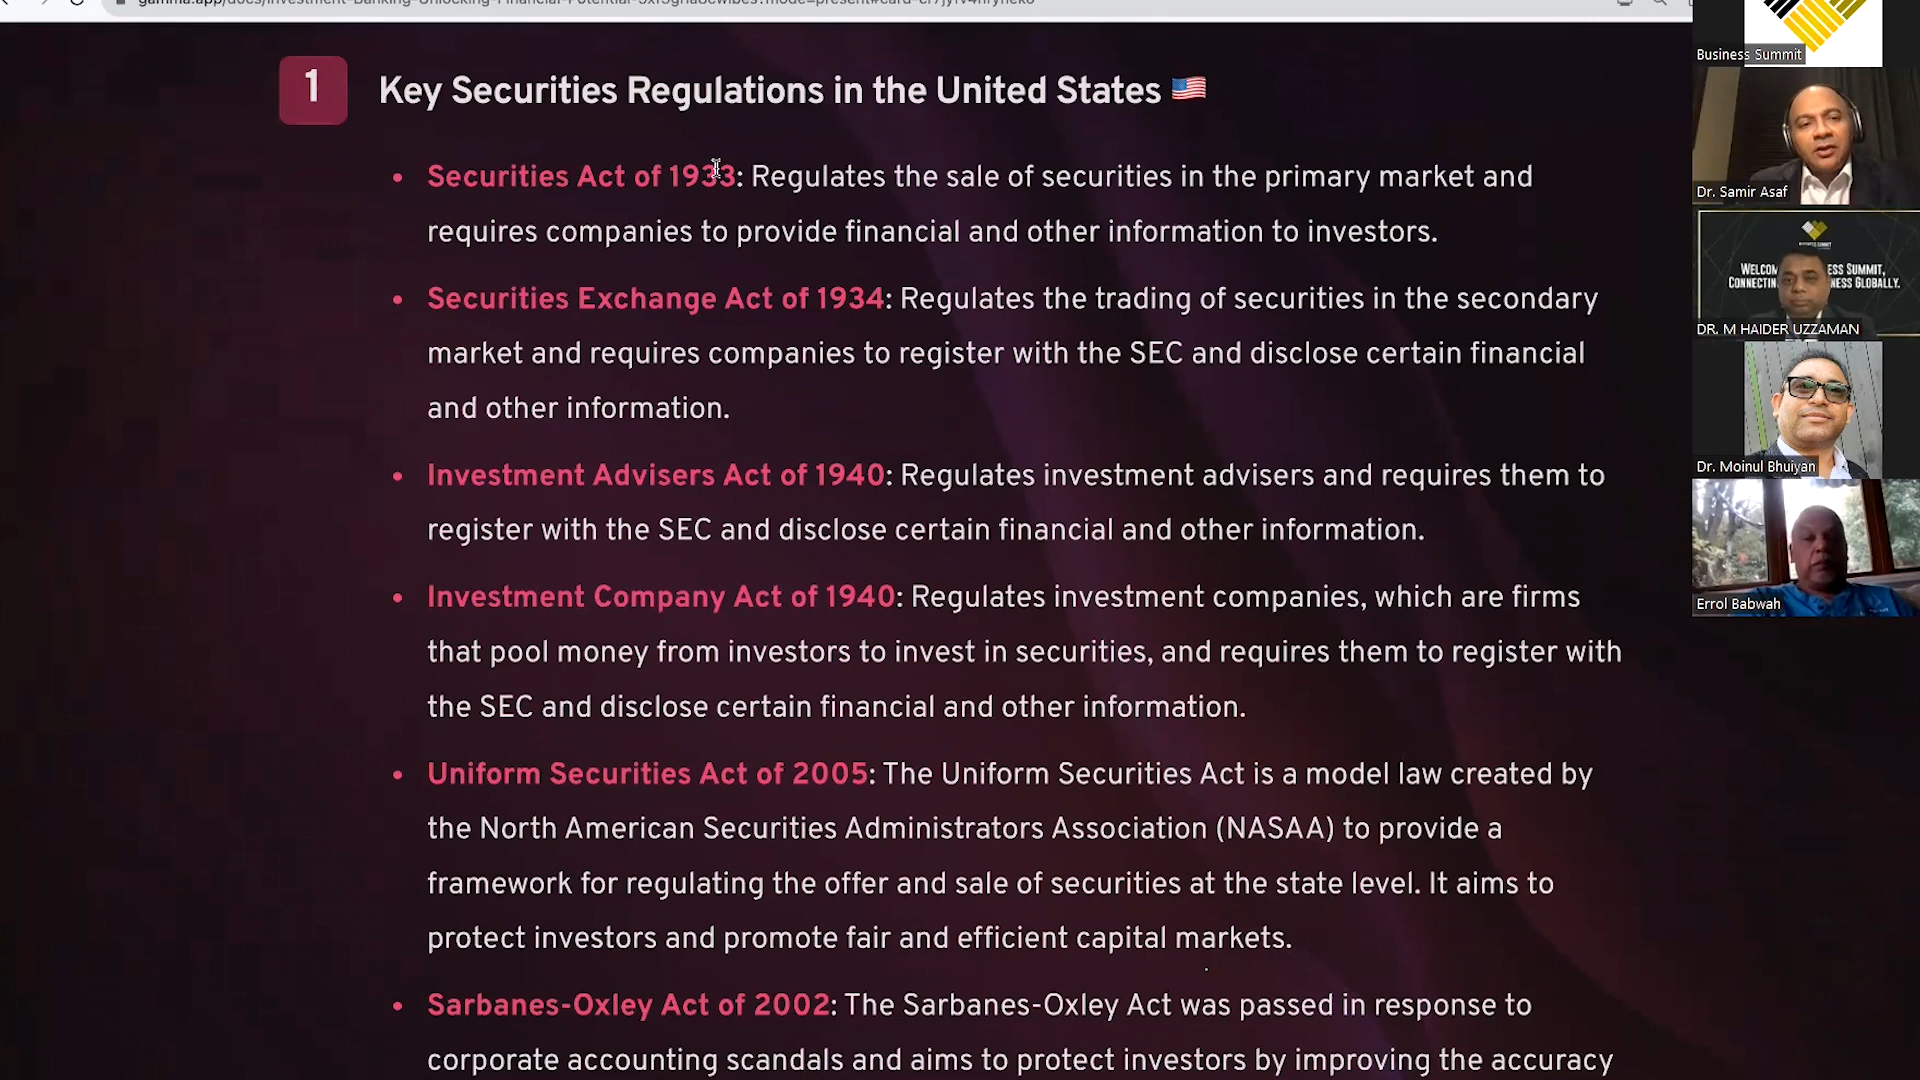 1
Key Securities Regulations in the United States
Securities Act of 1933: Regulates the sale of securities in the primary market and
requires companies to provide financial and other information to investors.
Securities Exchange Act of 1934: Regulates the trading of securities in the secondary
market and requires companies to register with the SEC and disclose certain financial
and other information.
Investment Advisers Act of 1940: Regulates investment advisers and requires them to
register with the SEC and disclose certain financial and other information.
Investment Company Act of 1940: Regulates investment companies, which are firms
that pool money from investors to invest in securities, and requires them to register with
the SEC and disclose certain financial and other information.
Uniform Securities Act of 2005: The Uniform Securities Act is a model law created by
the North American Securities Administrators Association (NASAA) to provide a
framework for regulating the offer and sale of securities at the state level. It aims to
protect investors and promote fair and efficient capital markets.
Sarbanes-Oxley Act of 2002: The Sarbanes-Oxley Act was passed in response to
corporate accounting scandals and aims to protect investors by improving the accuracy
Business Summit
Dr. Samir Asaf
ESS SUMMIT,
GLOBALLY.
DR. M HAIDER UZZAMAN
Dr. Moinul Bhuiyan
Errol Babwah